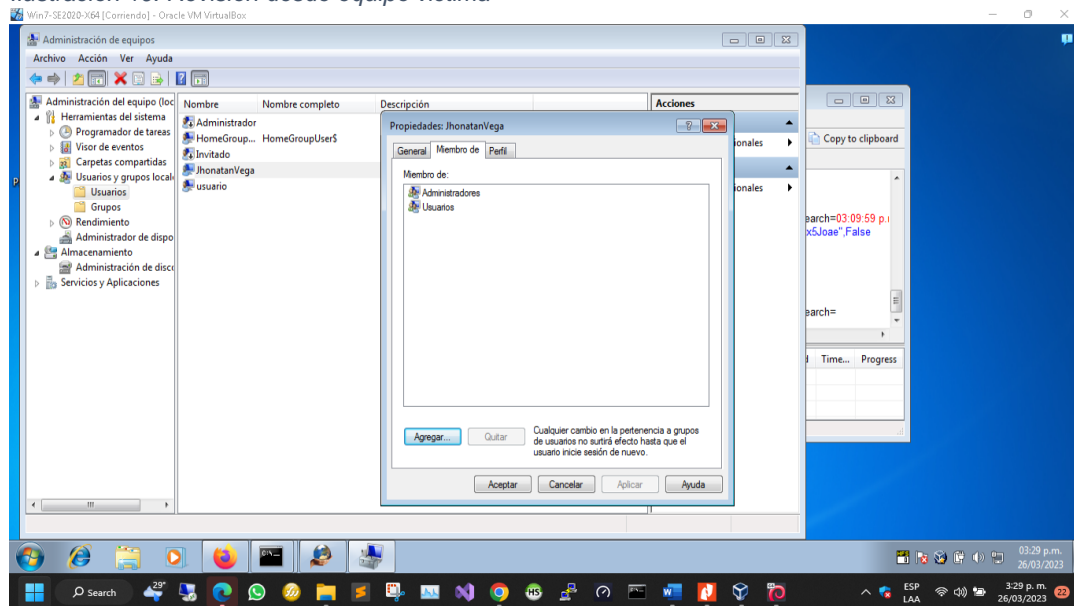 Win7-SE2020-X64 [Corriendo] - Oracle VM VirtualBox
Administración de equipos
Archivo Acción Ver Ayuda
Administración del equipo (loc
Herramientas del sistema
Programador de tareas
Visor de eventos
Carpetas compartidas
Usuarios y grupos locale
Usuarios
Grupos
Rendimiento
Administrador de dispo
Almacenamiento
Administración de disco
Servicios y Aplicaciones
Nombre Nombre completo Descripción
Administrador
HomeGroup... HomeGroupUser$
Invitado
JhonatanVega
usuario
Acciones
ionales
ionales
Propiedades: JhonatanVega
General Miembro de Perfil
Miembro de:
Administradores
Usuarios
Agregar... Quitar
Cualquier cambio en la pertenencia a grupos
de usuarios no surtirá efecto hasta que el
usuario inicie sesión de nuevo.
Aceptar Cancelar Aplicar Ayuda
Copy to clipboard
earch=03:09:59 p.
x5Joae",False
earch=
Time... Progress
03:29 p.m.
26/03/2023
Search
29°
ESP
LAA
3:29 p. m.
26/03/2023
22